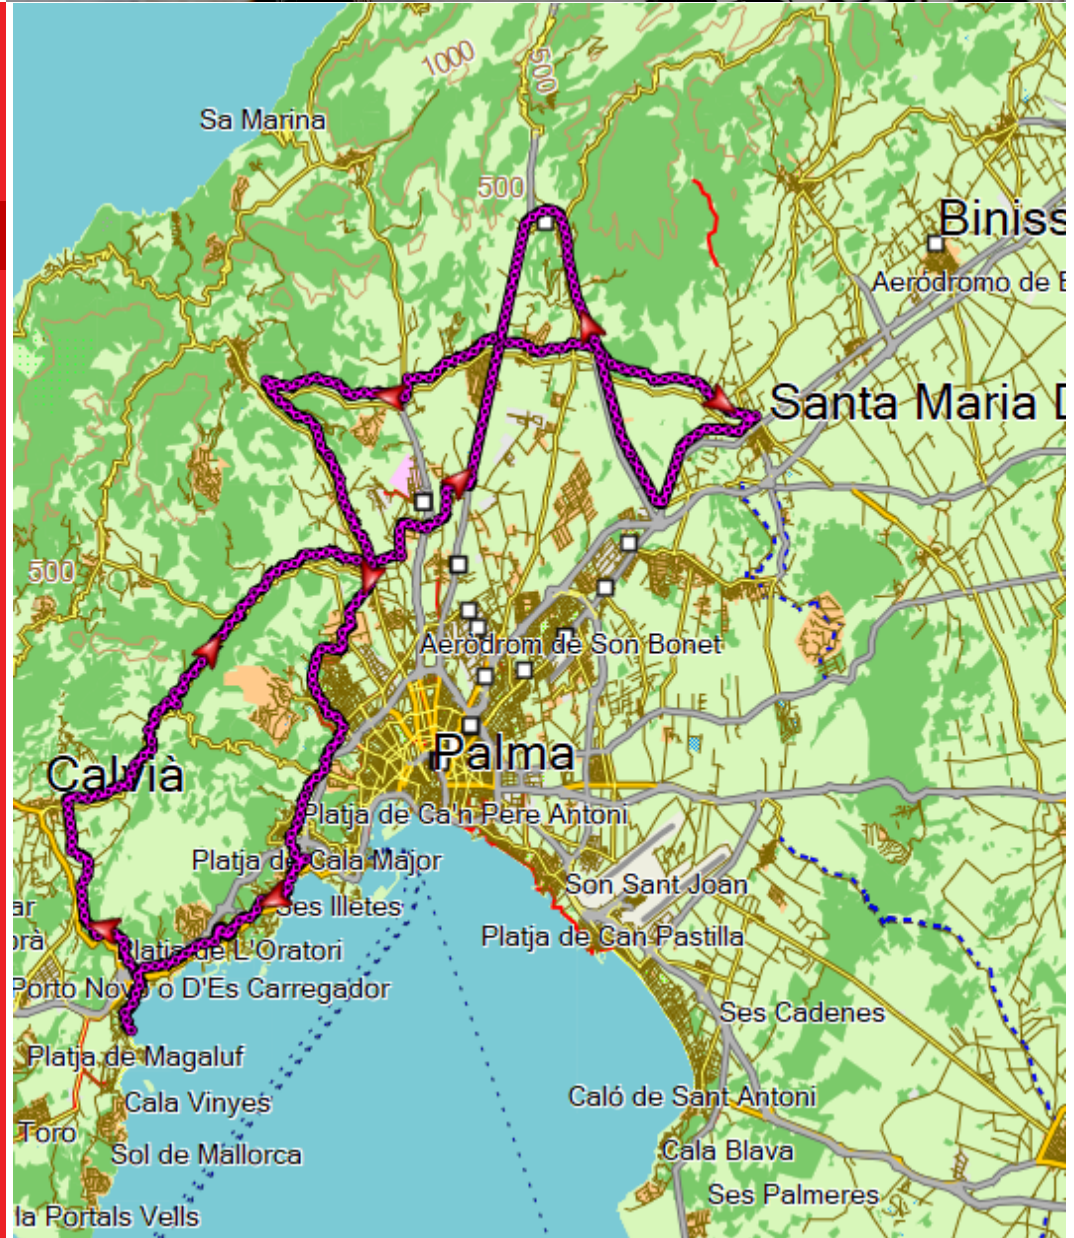 1000
500
Sa Marina
500
Biniss
Aeródromo de B
Santa Maria D
500
Aeròdrom de Son Bonet
Palma
Calvià
Platja de Ca'n Pere Antoni
Platja de Cala Major
Son Sant Joan
Ses Illetes
ar
Platja de Can Pastilla
orà
Platja de L'Oratori
Porto Novo o D'Es Carregador
Ses Cadenes
Platja de Magaluf
Caló de Sant Antoni
Cala Vinyes
Toro
Cala Blava
Sol de Mallorca
Ses Palmeres
la Portals Vells